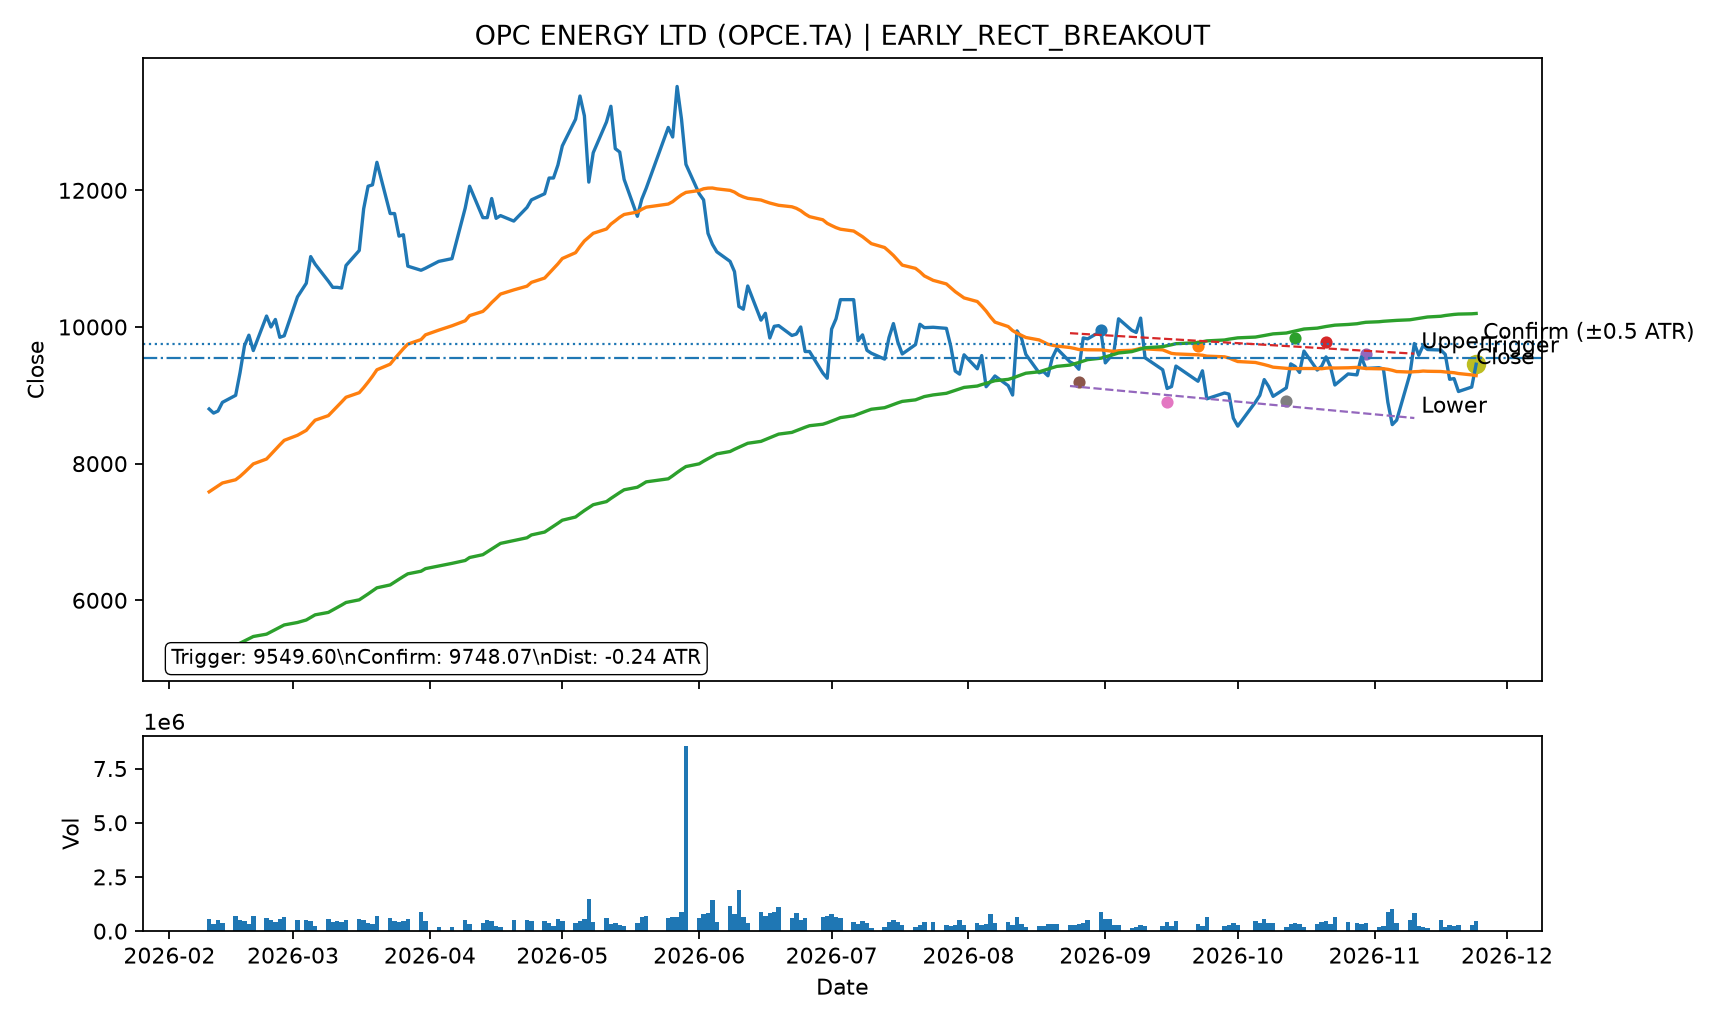 OPC ENERGY LTD (OPCE.TA) | EARLY_RECT_BREAKOUT
Close
12000
10000
8000
6000
Confirm (±0.5 ATR)
Upper
Trigger
Close
Lower
Trigger: 9549.60\nConfirm: 9748.07\nDist: -0.24 ATR
1e6
Vol
7.5
5.0
2.5
0.0
2026-02 2026-03 2026-04 2026-05 2026-06 2026-07 2026-08 2026-09 2026-10 2026-11 2026-12
Date